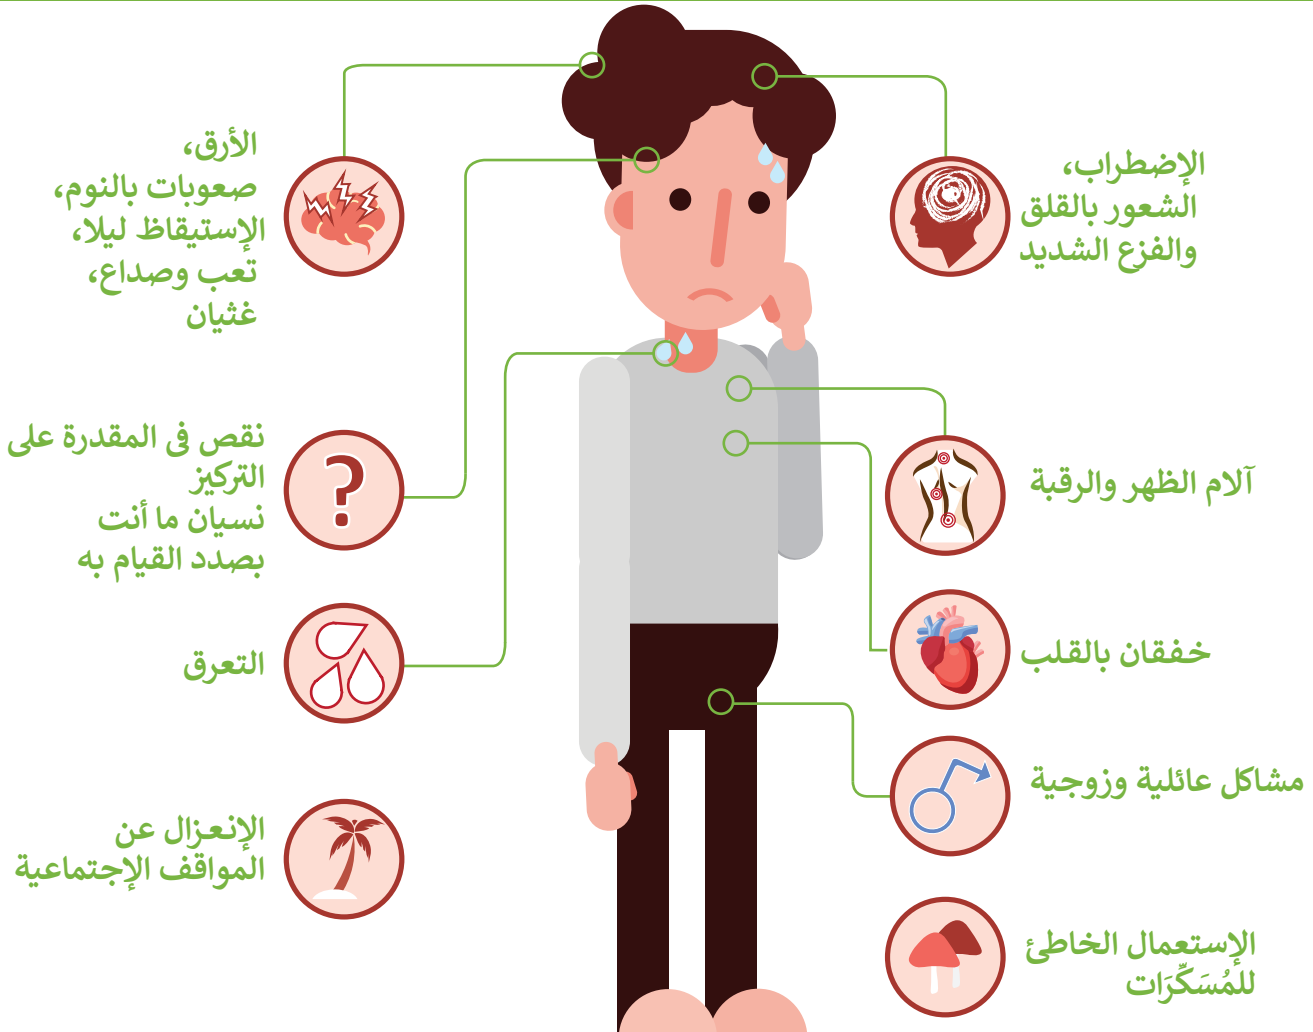 الإضطراب،
الشعور بالقلق
والفزع الشديد
آلام الظهر والرقبة
خفقان بالقلب
مشاكل عائلية وزوجية
الإستعمال الخاطئ
للمُسَكِّرَات
الأرق،
صعوبات بالنوم،
الإستيقاظ ليلا،
تعب وصداع،
غثيان
نقص في المقدرة على
التركيز
نسيان ما أنت
بصدد القيام به
?
التعرق
الإنعزال عن
المواقف الإجتماعية